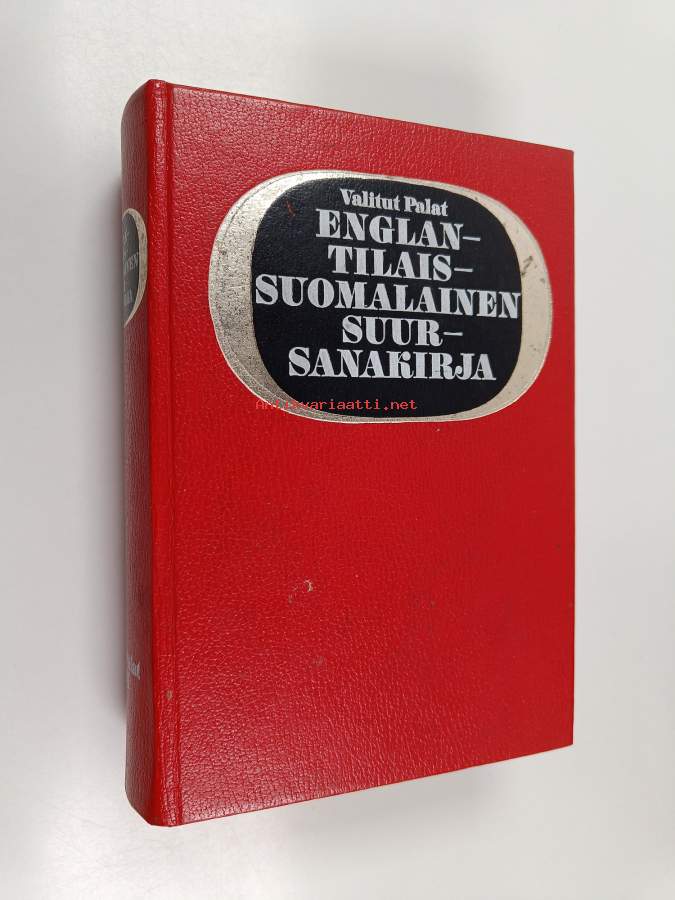 Valitut Palat
ENGLAN–
TILAIS–
SUOMALAINEN
SUUR–
SANAKIRJA
Antikvariaatti.net